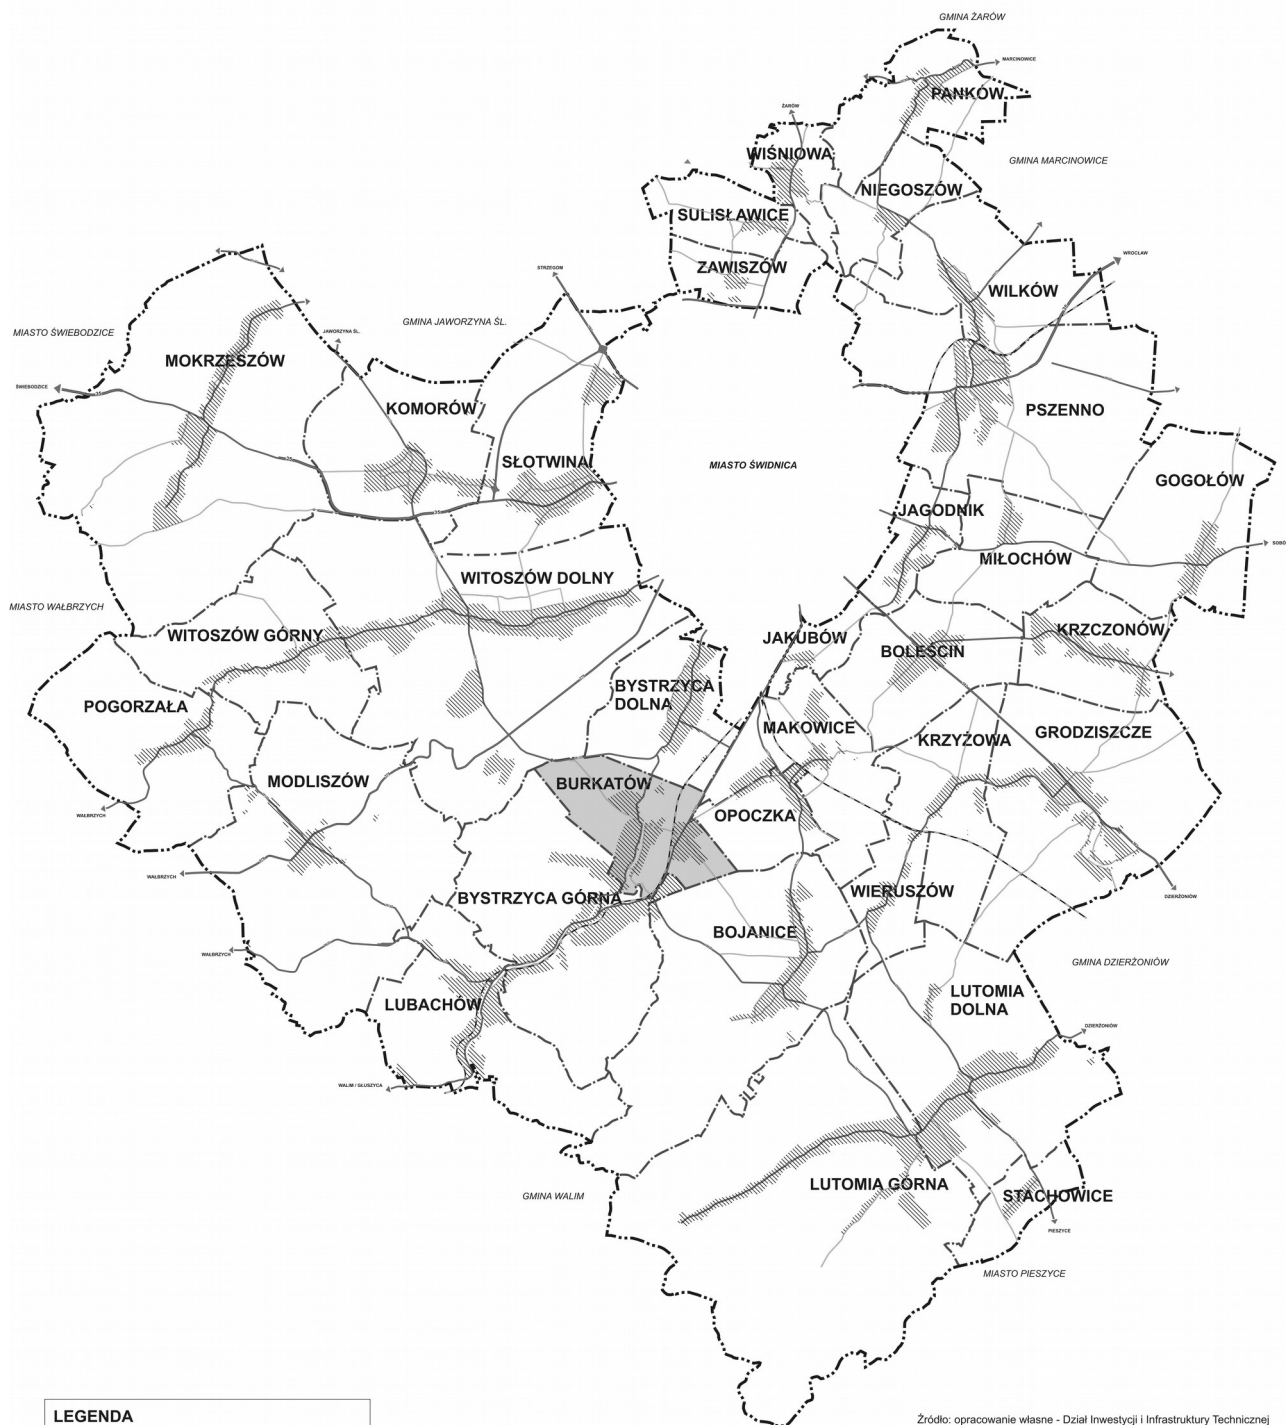 GMINA ŻARÓW
MARCINOWICE
PANKÓW
ŻARÓW
WIŚNIOWA
GMINA MARCINOWICE
NIEGOSZÓW
SULISŁAWICE
ZAWISZÓW
WROCŁAW
STRZEGOM
WILKÓW
GMINA JAWORZYNA ŚL.
MIASTO ŚWIEBODZICE
JAWORZYNA ŚL.
MOKRZESZÓW
ŚWIEBODZICE
35
KOMORÓW
PSZENNO
SŁOTWINA
MIASTO ŚWIDNICA
35
GOGOŁÓW
35
JAGODNIK
SOBÓ
MIŁOCHÓW
WITOSZÓW DOLNY
MIASTO WAŁBRZYCH
WITOSZÓW GÓRNY
JAKUBÓW
KRZCZONÓW
BOLEŚCIN
BYSTRZYCA
DOLNA
POGORZAŁA
MAKOWICE
KRZYŻOWA
GRODZISZCZE
MODLISZÓW
BURKATÓW
OPOCZKA
WAŁBRZYCH
WAŁBRZYCH
WIERUSZÓW
BYSTRZYCA GÓRNA
DZIERŻONIÓW
BOJANICE
WAŁBRZYCH
GMINA DZIERŻONIÓW
LUBACHÓW
LUTOMIA
DOLNA
DZIERŻONIÓW
WALIM / GŁUSZYCA
LUTOMIA GÓRNA
GMINA WALIM
STACHOWICE
PIESZYCE
MIASTO PIESZYCE
LEGENDA
Źródło: opracowanie własne - Dział Inwestycji i Infrastruktury Technicznej